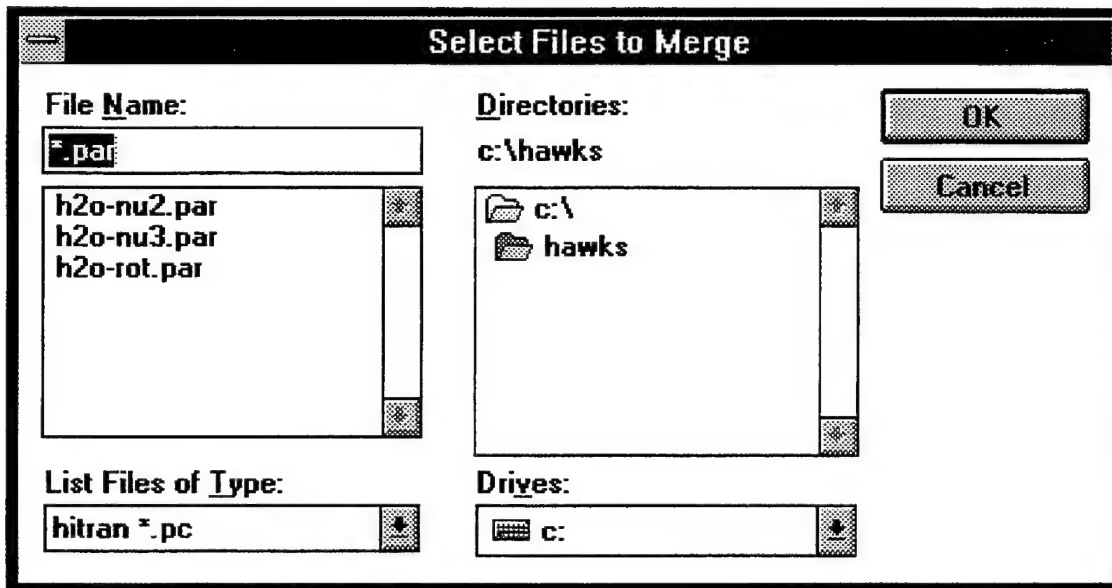 Select Files to Merge
File Name:
*.par
h2o-nu2.par
h2o-nu3.par
h2o-rot.par
List Files of Type:
hitran *.pc
Directories:
c:\hawks
c:\
hawks
Drives:
c:
OK
Cancel